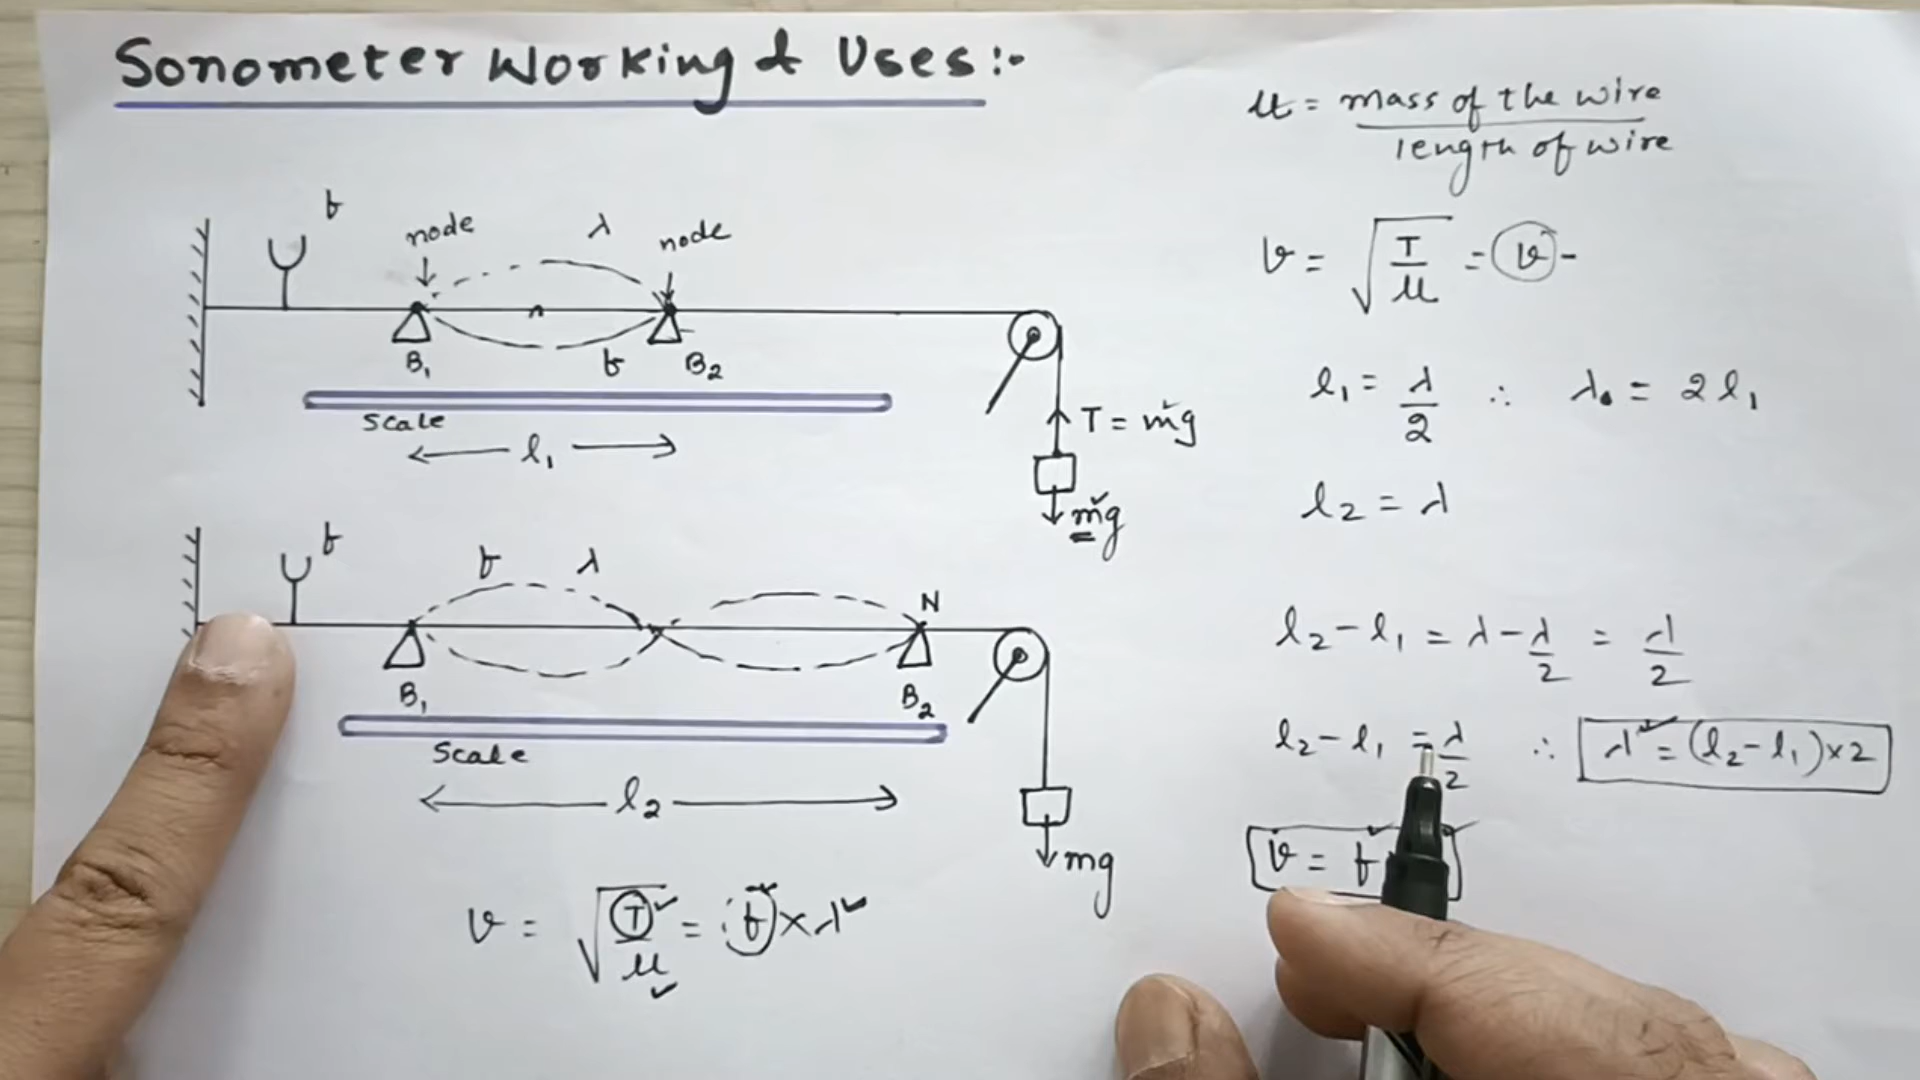 Sonometer Working & Uses :-
μ = mass of the wire / length of wire
f
node
λ
node
v = √(T/μ) = v -
B₁
f
B₂
l₁ = λ/2 ∴ λ = 2l₁
Scale
T = mg
l₁
mg
l₂ = λ
f
f
λ
N
l₂ - l₁ = λ - λ/2 = λ/2
B₁
B₂
Scale
l₂ - l₁ = λ/2 ∴ λ = (l₂ - l₁) × 2
l₂
mg
v = f
v = √(T/μ) = f × λ